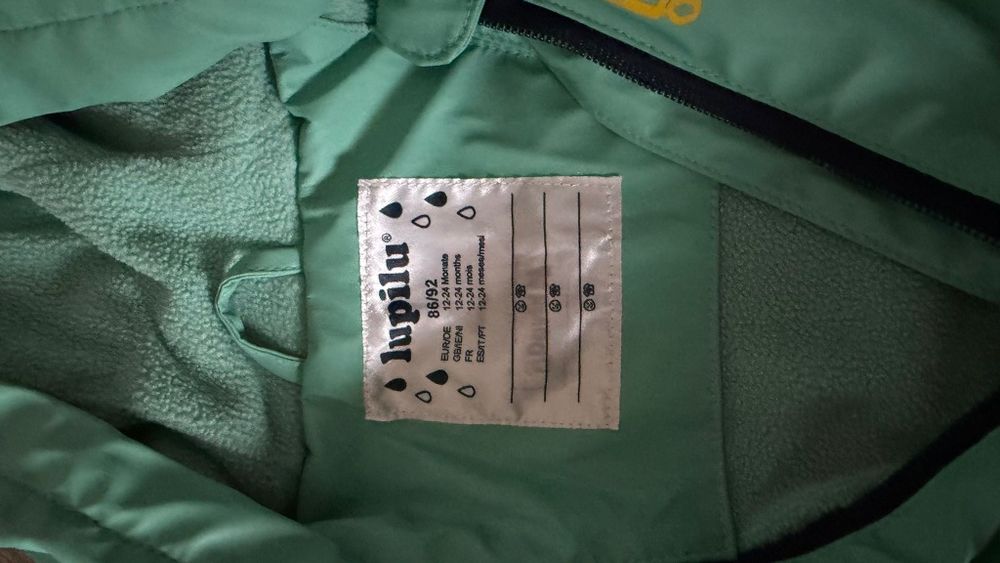 lupilu®
86/92
EUR/DE 12-24 Monate
GB/IE/NI 12-24 months
FR 12-24 mois
ES/IT/PT 12-24 meses/mesi